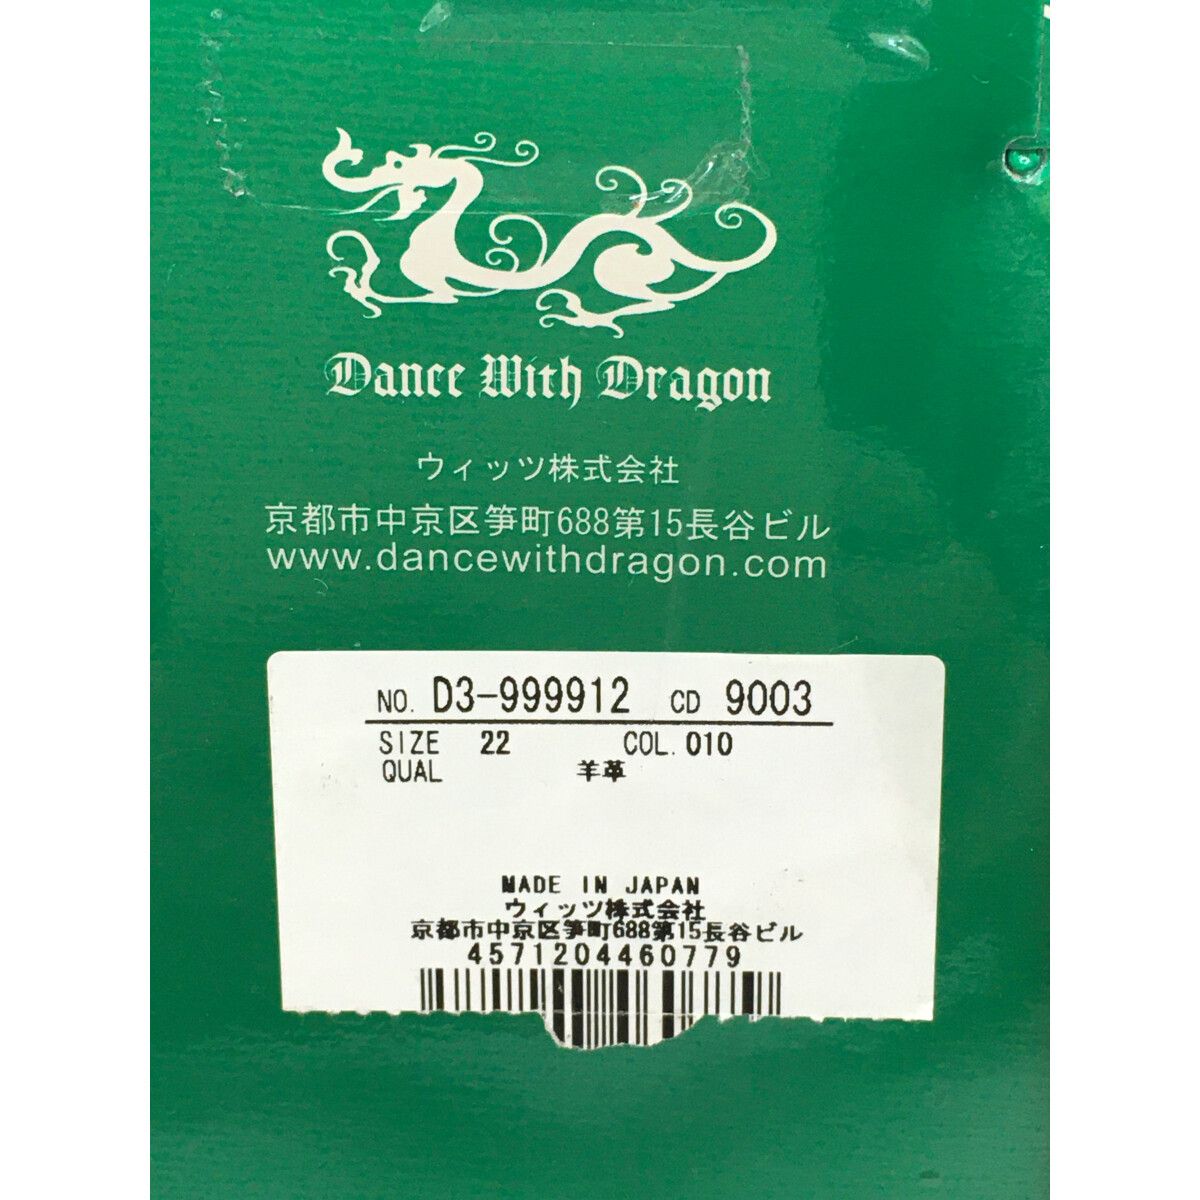 Dance With Dragon
ウィッツ株式会社
京都市中京区笋町688第15長谷ビル
www.dancewithdragon.com
NO. D3-999912 CD 9003
SIZE 22 COL. 010
QUAL 羊革
MADE IN JAPAN
ウィッツ株式会社
京都市中京区笋町688第15長谷ビル
4571204460779